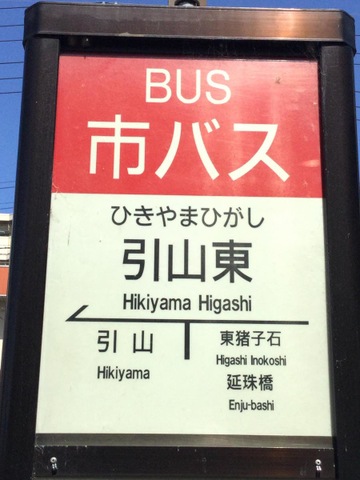 BUS
市バス
ひきやまひがし
引山東
Hikiyama Higashi
引山
Hikiyama
東猪子石
Higashi Inokoshi
延珠橋
Enju-bashi